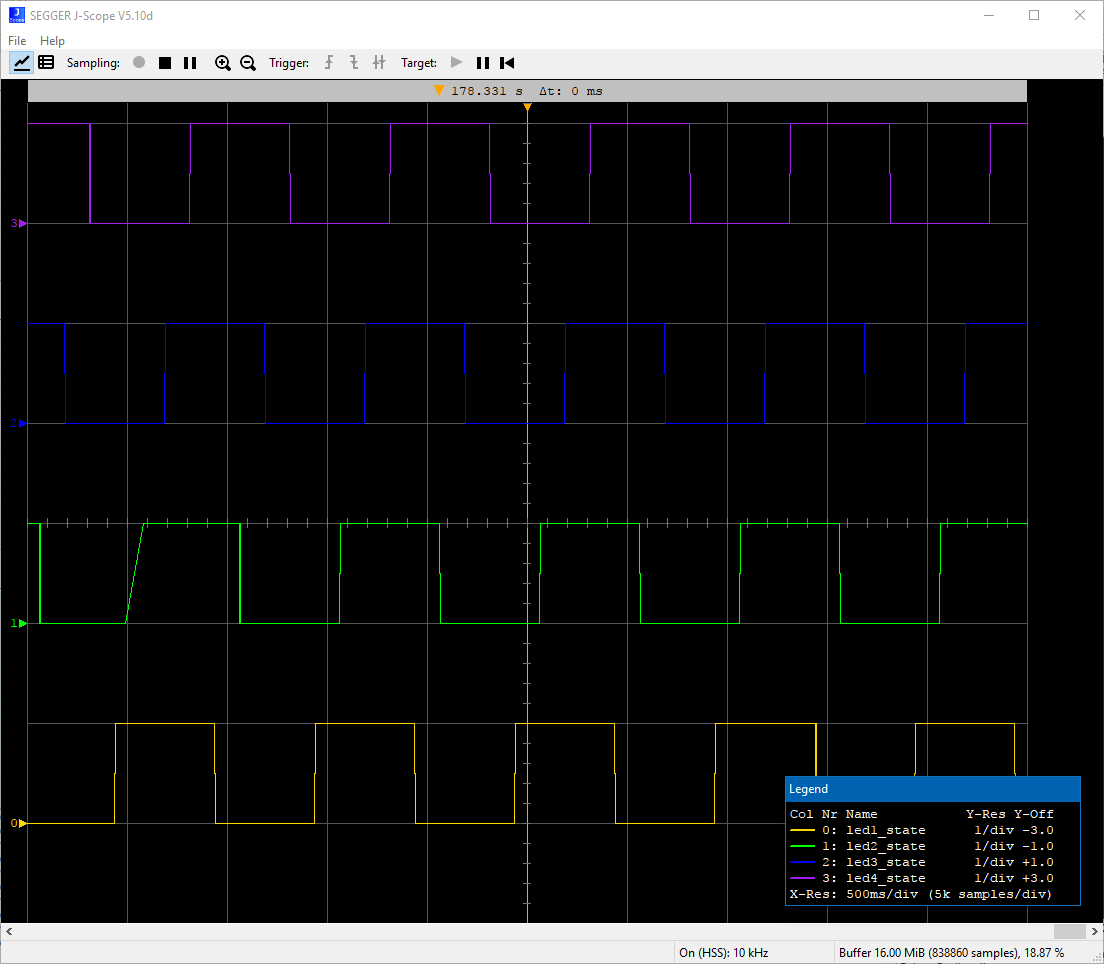 SEGGER J-Scope V5.10d
File Help
Sampling: Trigger: Target:
178.331 s Δt: 0 ms
3
2
1
0
Legend
Col Nr Name Y-Res Y-Off
0: led1_state 1/div -3.0
1: led2_state 1/div -1.0
2: led3_state 1/div +1.0
3: led4_state 1/div +3.0
X-Res: 500ms/div (5k samples/div)
On (HSS): 10 kHz Buffer 16.00 MiB (838860 samples), 18.87 %